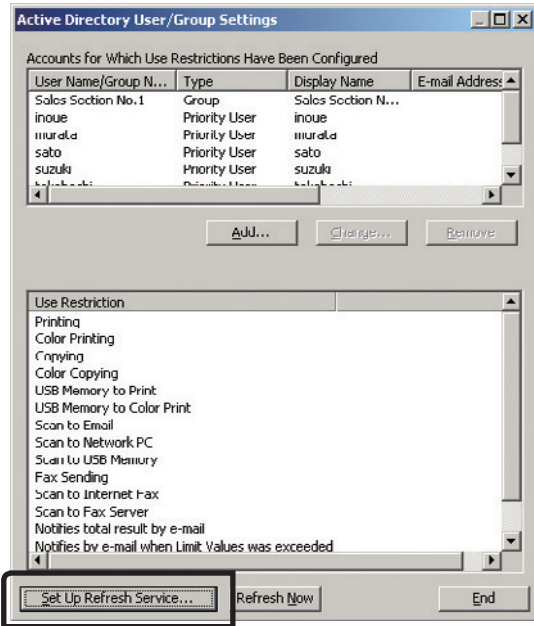 Active Directory User/Group Settings
Accounts for Which Use Restrictions Have Been Configured
User Name/Group N... Type Display Name E-mail Address
Sales Section No.1 Group Sales Section N...
inoue Priority User inoue
murata Priority User murata
sato Priority User sato
suzuki Priority User suzuki
takahashi Priority User takahashi
Add... Change... Remove
Use Restriction
Printing
Color Printing
Copying
Color Copying
USB Memory to Print
USB Memory to Color Print
Scan to Email
Scan to Network PC
Scan to USB Memory
Fax Sending
Scan to Internet Fax
Scan to Fax Server
Notifies total result by e-mail
Notifies by e-mail when Limit Values was exceeded
Set Up Refresh Service... Refresh Now End